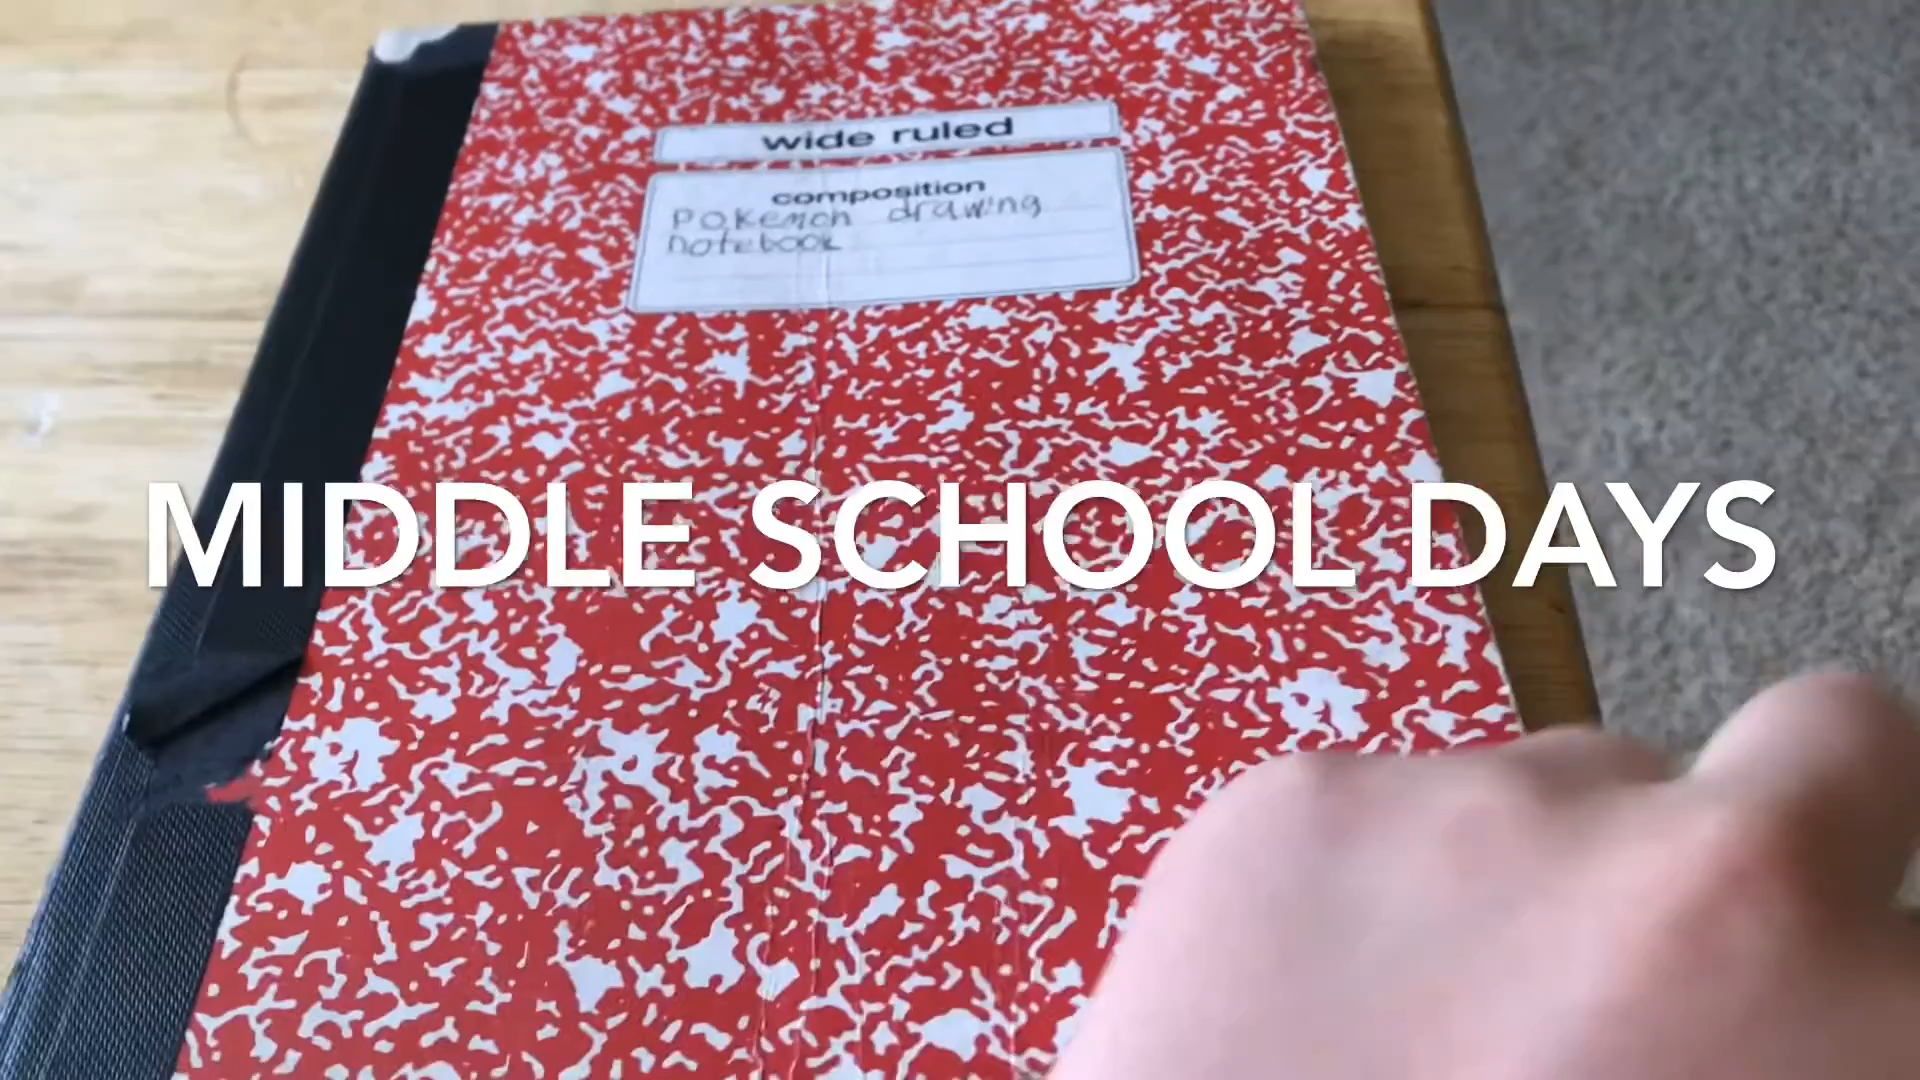 wide ruled
composition
Pokemon drawing
notebook
MIDDLE SCHOOL DAYS